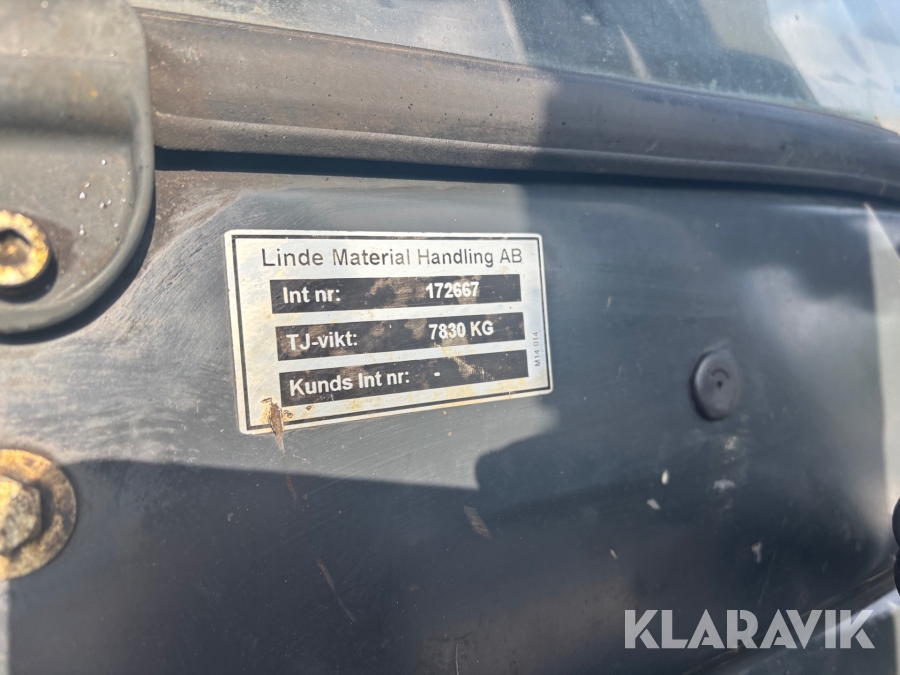 Linde Material Handling AB
Int nr: 172667
TJ-vikt: 7830 KG
Kunds Int nr: -
M14 014
KLARAVIK